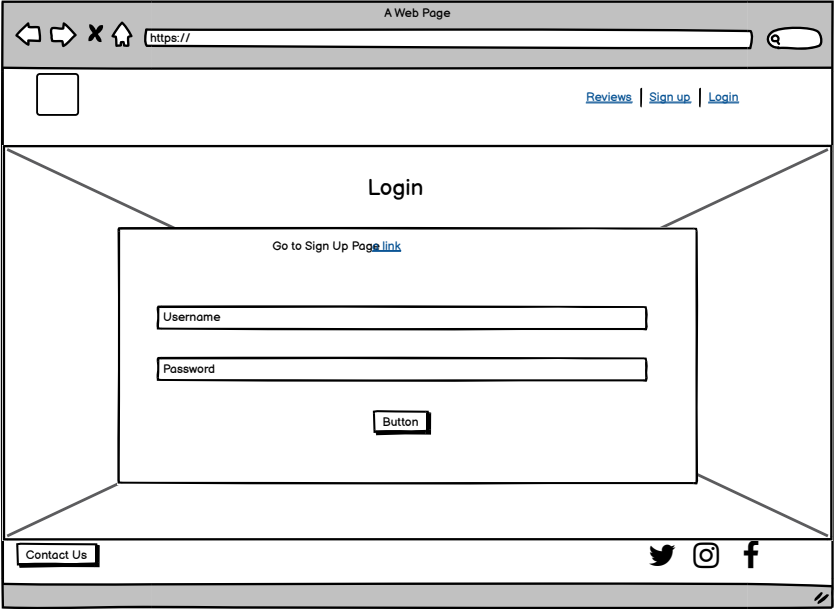 A Web Page
https://
Reviews | Sign up | Login
Login
Go to Sign Up Page link
Username
Password
Button
Contact Us